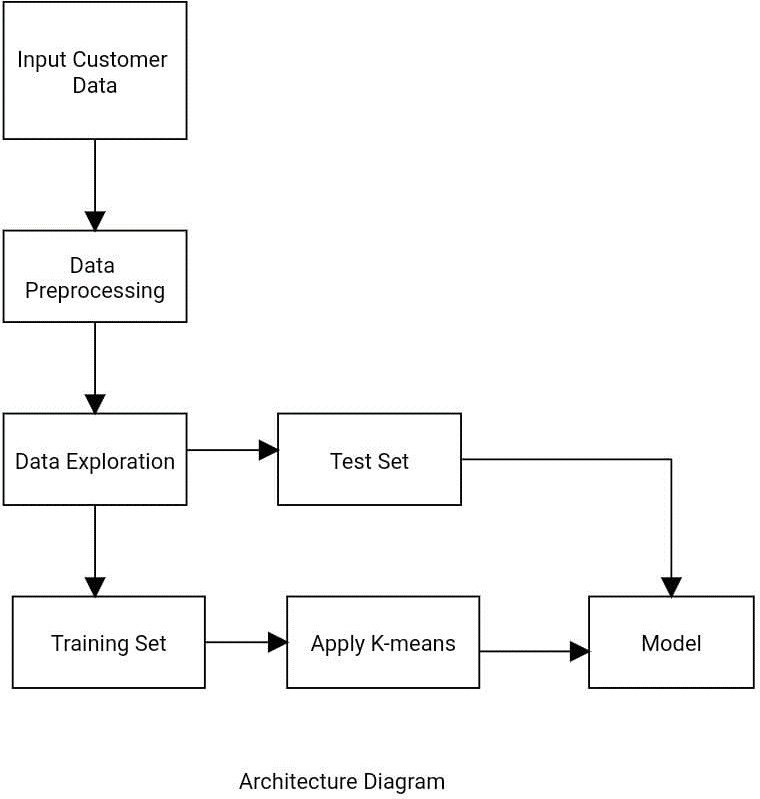 Input Customer
Data
Data
Preprocessing
Data Exploration
Test Set
Training Set
Apply K-means
Model
Architecture Diagram